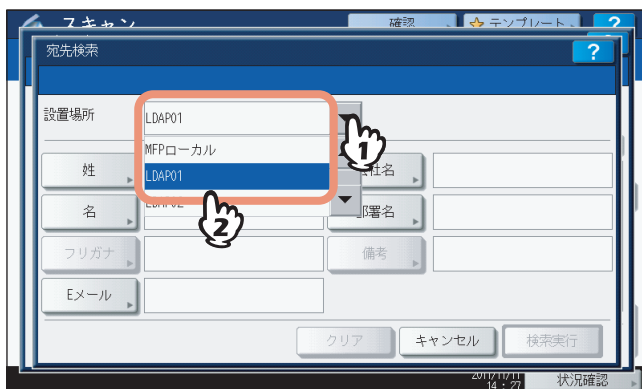 スキャン
確認
テンプレート
?
宛先検索
?
設置場所
LDAP01
MFPローカル
1
姓
LDAP01
名
2
部署名
フリガナ
備考
Eメール
クリア
キャンセル
検索実行
2011/11/11
14:27
状況確認